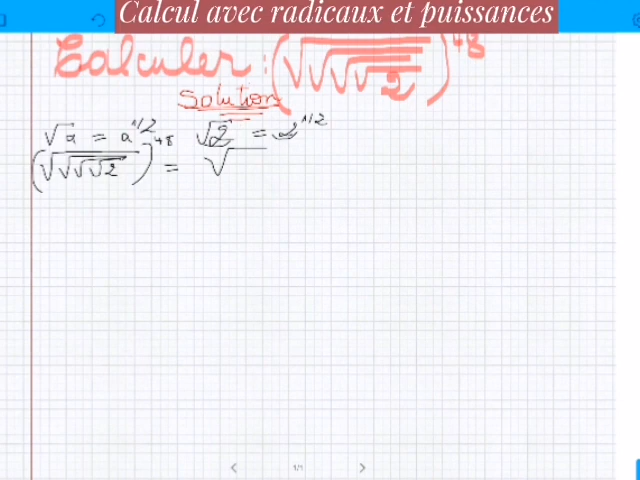 Calcul avec radicaux et puissances
Calculer : (√√√√2)^48
Solution
√a = a^1/2 √2 = 2^1/2
(√√√√2)^48 = √
1/1